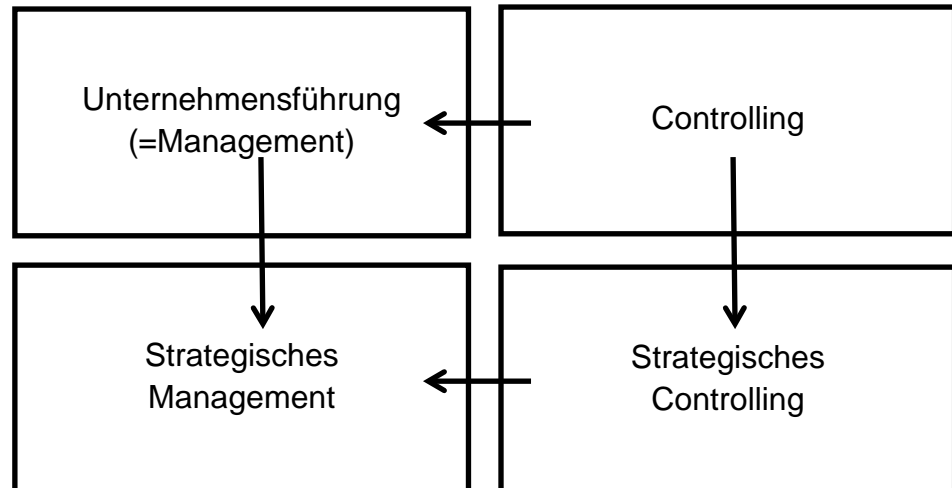 Unternehmensführung
(=Management)
Controlling
Strategisches
Management
Strategisches
Controlling